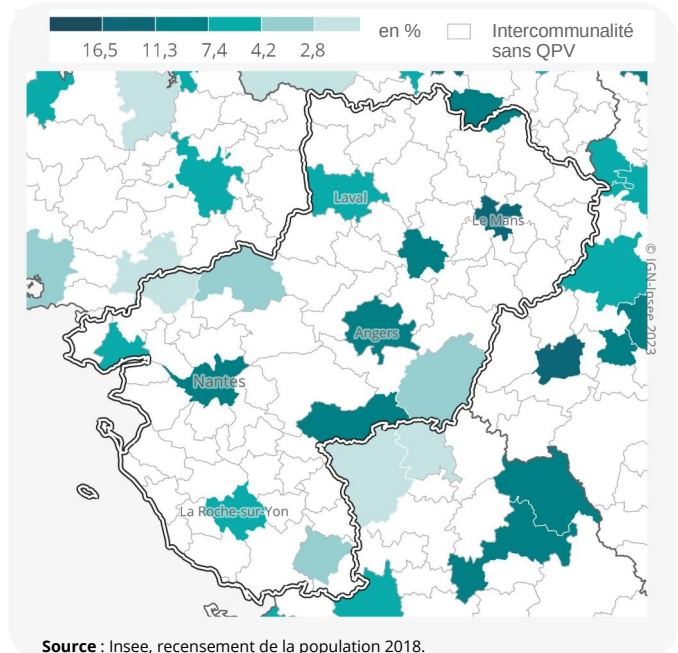 16,5 11,3 7,4 4,2 2,8 en %
Intercommunalité
sans QPV
Laval
Le Mans
Angers
Nantes
La Roche-sur-Yon
© IGN-Insee 2023
Source : Insee, recensement de la population 2018.